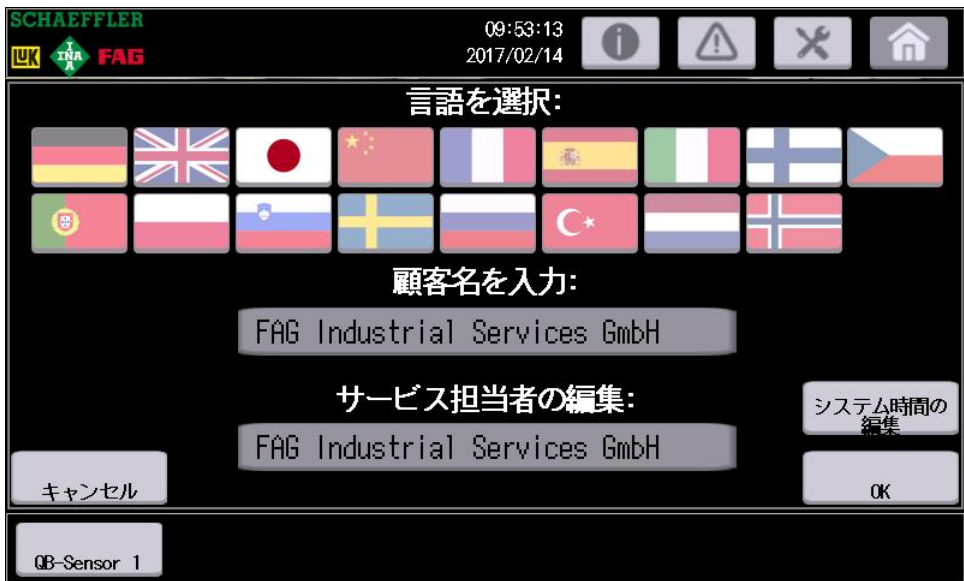 SCHAEFFLER
LUK INA FAG
09:53:13
2017/02/14
言語を選択:
顧客名を入力:
FAG Industrial Services GmbH
サービス担当者の編集:
FAG Industrial Services GmbH
システム時間の
編集
キャンセル
OK
QB-Sensor 1